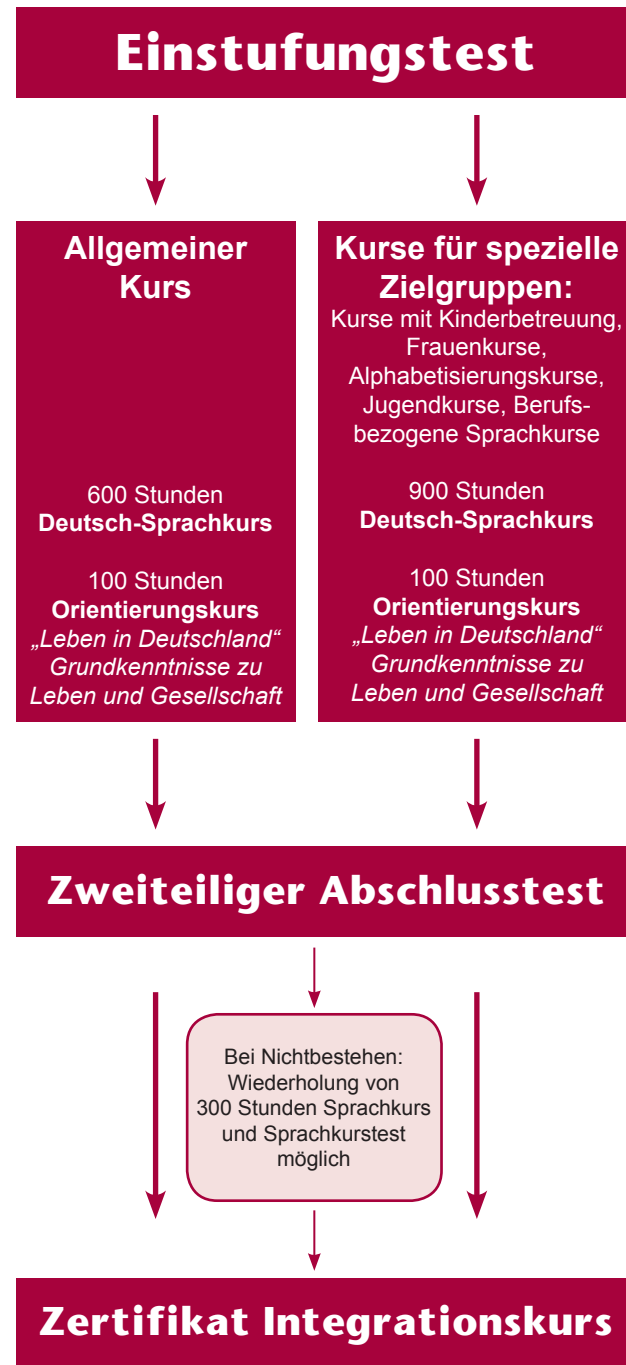 Einstufungstest
Allgemeiner
Kurs
600 Stunden
Deutsch-Sprachkurs
100 Stunden
Orientierungskurs
„Leben in Deutschland“
Grundkenntnisse zu
Leben und Gesellschaft
Kurse für spezielle
Zielgruppen:
Kurse mit Kinderbetreuung,
Frauenkurse,
Alphabetisierungskurse,
Jugendkurse, Berufs-
bezogene Sprachkurse
900 Stunden
Deutsch-Sprachkurs
100 Stunden
Orientierungskurs
„Leben in Deutschland“
Grundkenntnisse zu
Leben und Gesellschaft
Zweiteiliger Abschlusstest
Bei Nichtbestehen:
Wiederholung von
300 Stunden Sprachkurs
und Sprachkurstest
möglich
Zertifikat Integrationskurs